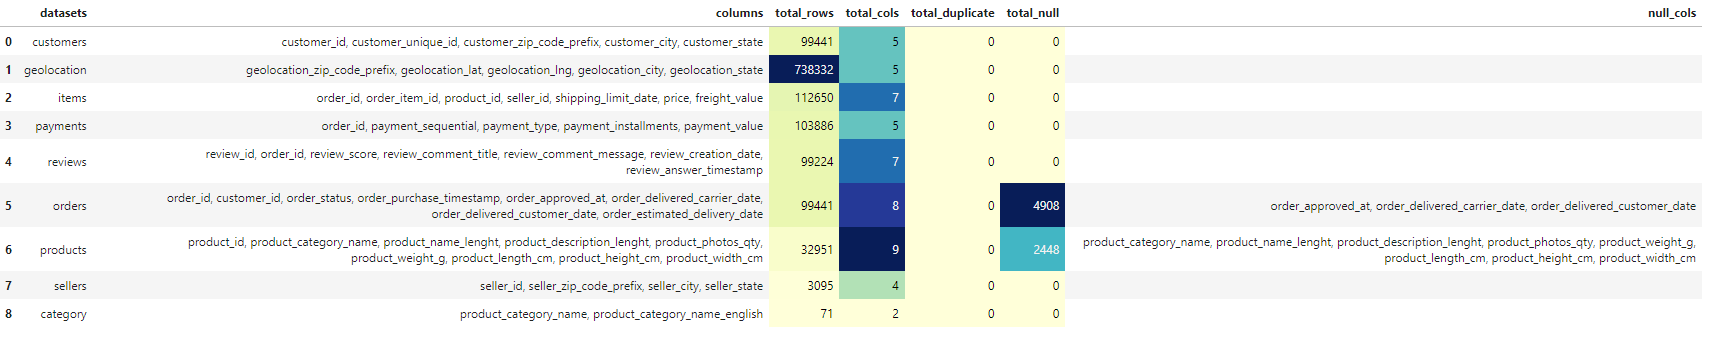 datasets columns total_rows total_cols total_duplicate total_null null_cols
0 customers customer_id, customer_unique_id, customer_zip_code_prefix, customer_city, customer_state 99441 5 0 0
1 geolocation geolocation_zip_code_prefix, geolocation_lat, geolocation_lng, geolocation_city, geolocation_state 738332 5 0 0
2 items order_id, order_item_id, product_id, seller_id, shipping_limit_date, price, freight_value 112650 7 0 0
3 payments order_id, payment_sequential, payment_type, payment_installments, payment_value 103886 5 0 0
4 reviews review_id, order_id, review_score, review_comment_title, review_comment_message, review_creation_date,
review_answer_timestamp 99224 7 0 0
5 orders order_id, customer_id, order_status, order_purchase_timestamp, order_approved_at, order_delivered_carrier_date,
order_delivered_customer_date, order_estimated_delivery_date 99441 8 0 4908 order_approved_at, order_delivered_carrier_date, order_delivered_customer_date
6 products product_id, product_category_name, product_name_lenght, product_description_lenght, product_photos_qty,
product_weight_g, product_length_cm, product_height_cm, product_width_cm 32951 9 0 2448 product_category_name, product_name_lenght, product_description_lenght, product_photos_qty, product_weight_g,
product_length_cm, product_height_cm, product_width_cm
7 sellers seller_id, seller_zip_code_prefix, seller_city, seller_state 3095 4 0 0
8 category product_category_name, product_category_name_english 71 2 0 0